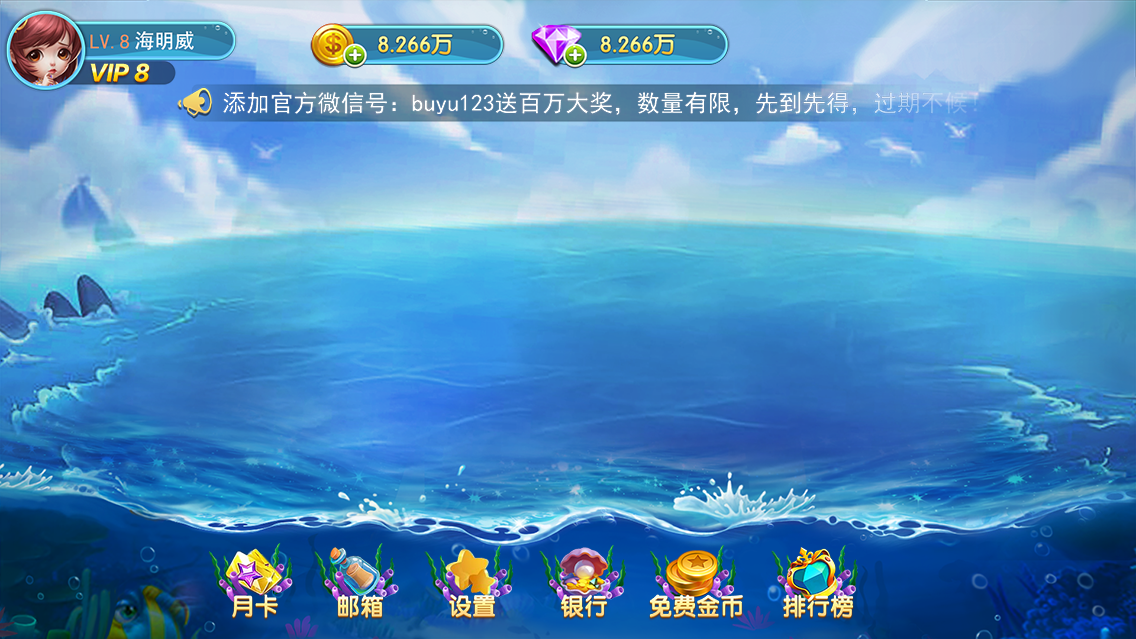 LV. 8 海明威
VIP 8
8.266万
8.266万
添加官方微信号：buyu123送百万大奖，数量有限，先到先得，过期不候！
月卡
邮箱
设置
银行
免费金币
排行榜